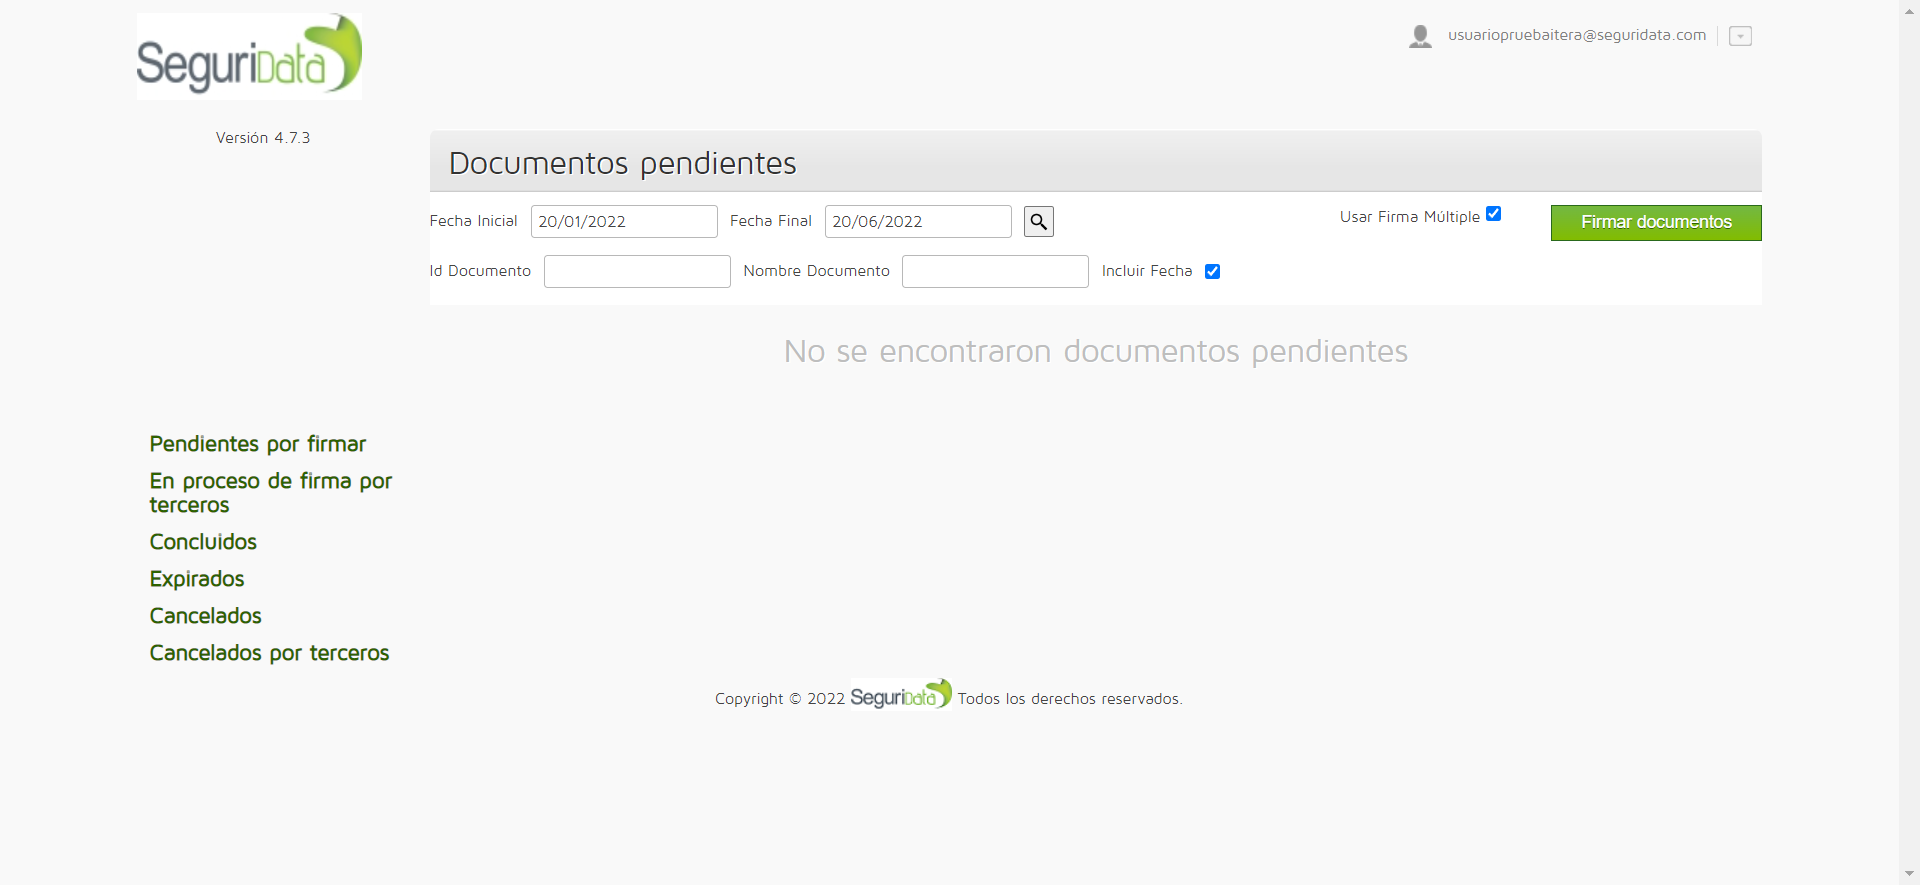 SeguriData
usuariopruebaitera@seguridata.com
Versión 4.7.3
Documentos pendientes
Fecha Inicial 20/01/2022 Fecha Final 20/06/2022 Usar Firma Múltiple Firmar documentos
Id Documento Nombre Documento Incluir Fecha
No se encontraron documentos pendientes
Pendientes por firmar
En proceso de firma por
terceros
Concluidos
Expirados
Cancelados
Cancelados por terceros
Copyright © 2022 SeguriData Todos los derechos reservados.